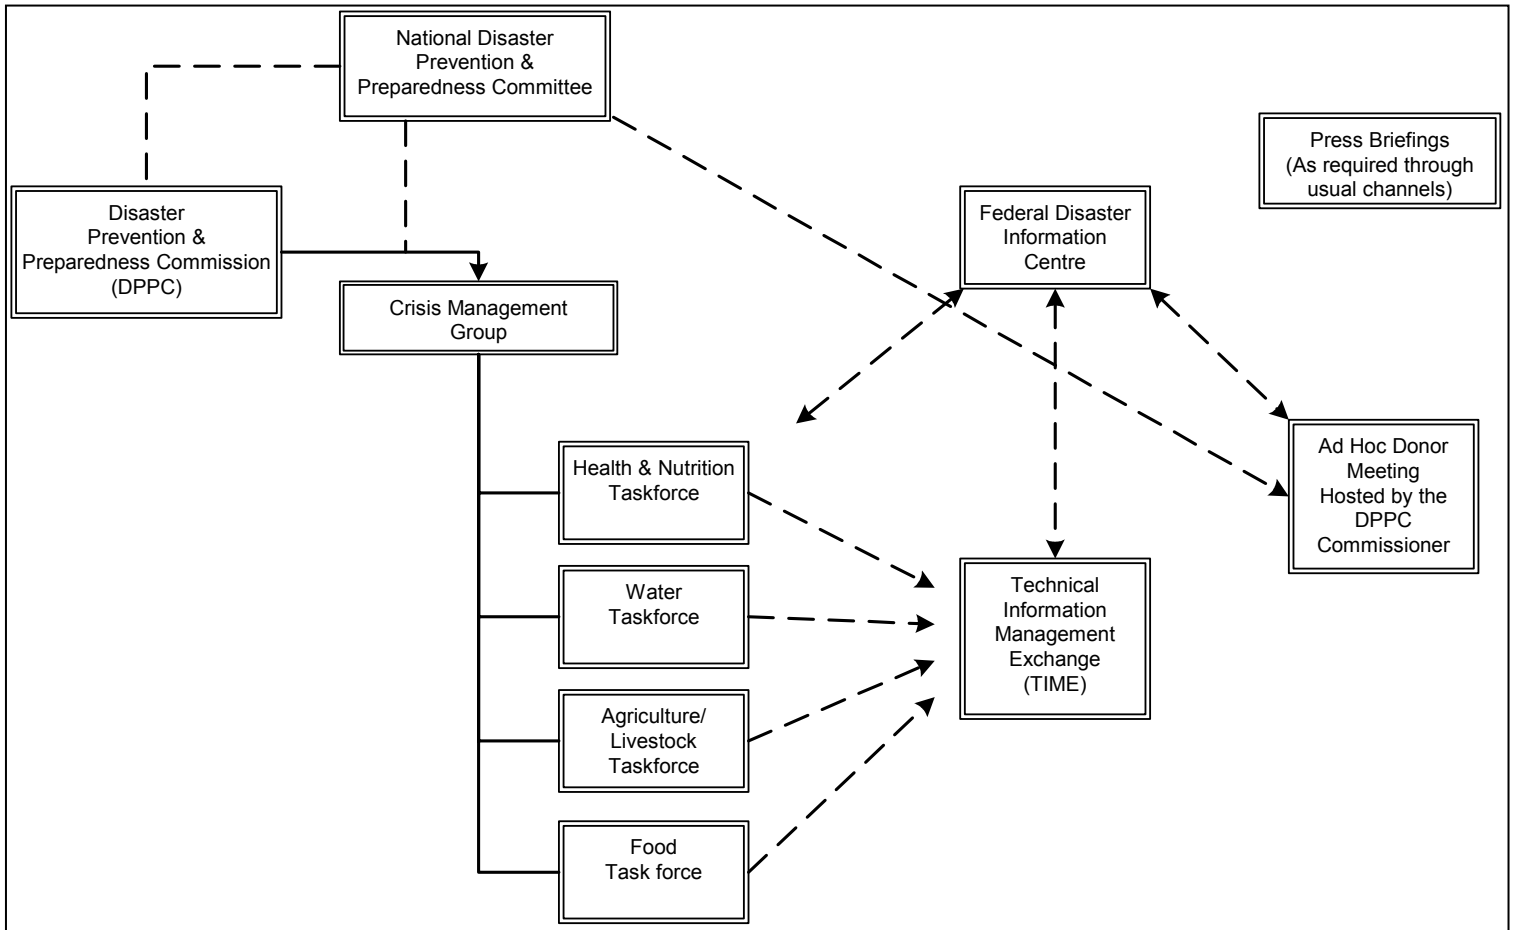 National Disaster
Prevention &
Preparedness Committee
Press Briefings
(As required through
usual channels)
Disaster
Prevention &
Preparedness Commission
(DPPC)
Federal Disaster
Information
Centre
Crisis Management
Group
Ad Hoc Donor
Meeting
Hosted by the
DPPC
Commissioner
Health & Nutrition
Taskforce
Water
Taskforce
Technical
Information
Management
Exchange
(TIME)
Agriculture/
Livestock
Taskforce
Food
Task force